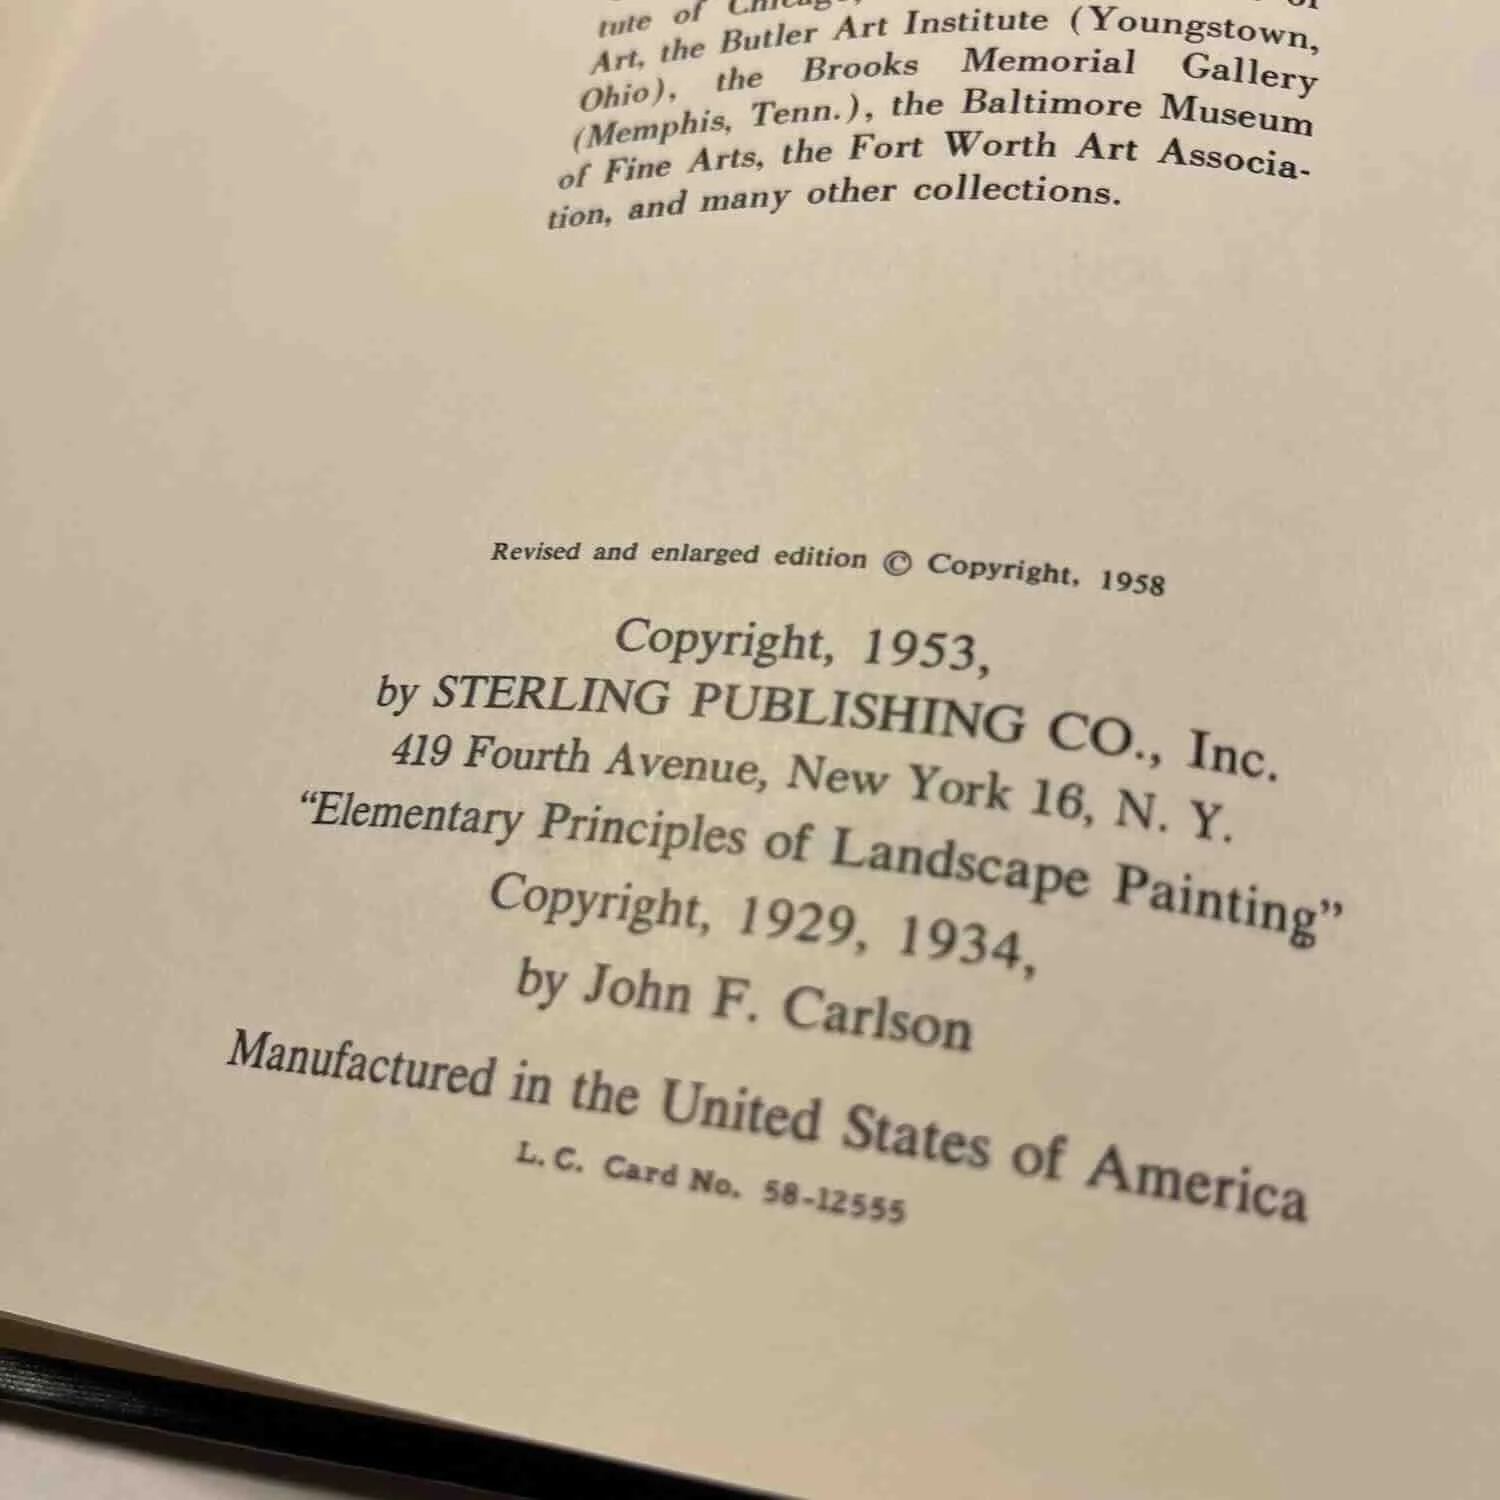 tute of Chicago,
of
Art, the Butler Art Institute (Youngstown,
Ohio), the Brooks Memorial Gallery
(Memphis, Tenn.), the Baltimore Museum
of Fine Arts, the Fort Worth Art Associa-
tion, and many other collections.
Revised and enlarged edition © Copyright, 1958
Copyright, 1953,
by STERLING PUBLISHING CO., Inc.
419 Fourth Avenue, New York 16, N. Y.
“Elementary Principles of Landscape Painting”
Copyright, 1929, 1934,
by John F. Carlson
Manufactured in the United States of America
L. C. Card No. 58-12555